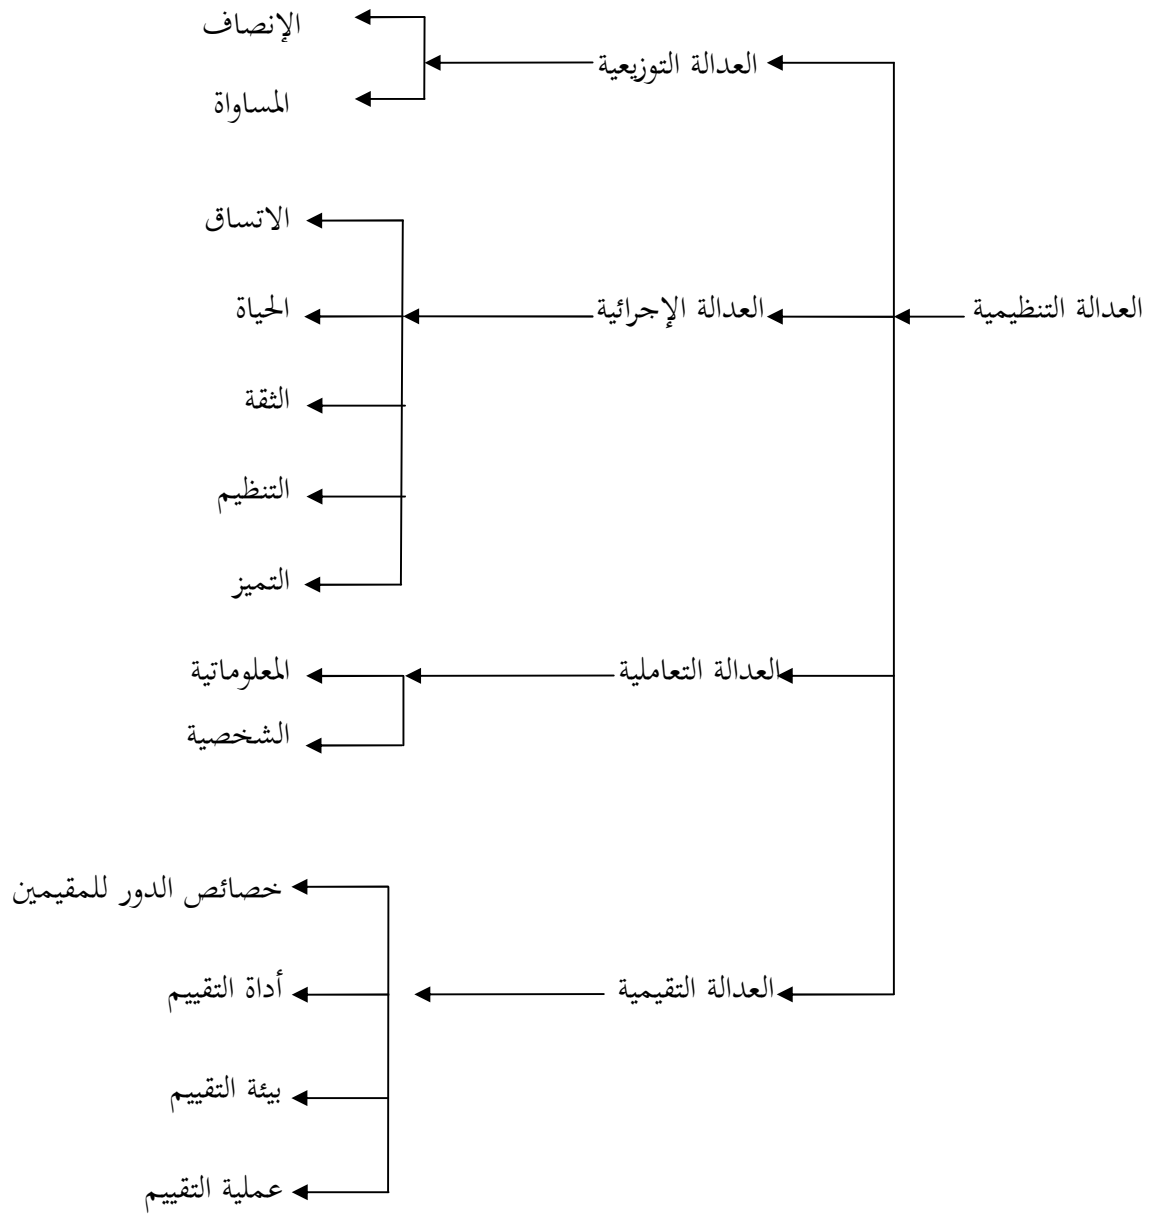 العدالة التنظيمية
العدالة التوزيعية
الإنصاف
المساواة
العدالة الإجرائية
الاتساق
الحياة
الثقة
التنظيم
التميز
العدالة التعاملية
المعلوماتية
الشخصية
العدالة التقيمية
خصائص الدور للمقيمين
أداة التقييم
بيئة التقييم
عملية التقييم